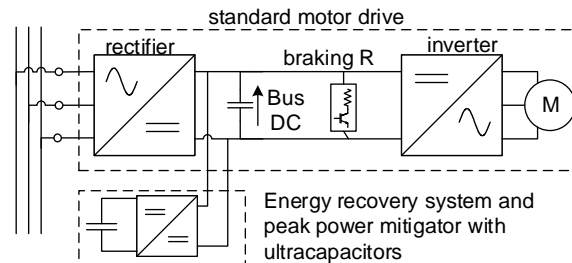 standard motor drive
rectifier
braking R
inverter
Bus
DC
M
Energy recovery system and
peak power mitigator with
ultracapacitors